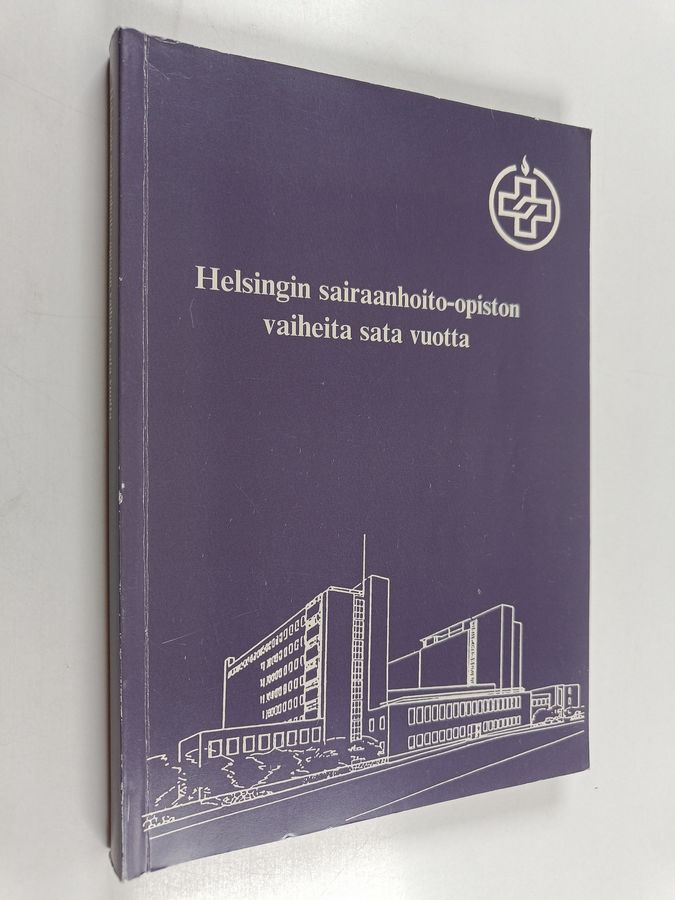 Helsingin sairaanhoito-opiston
vaiheita sata vuotta